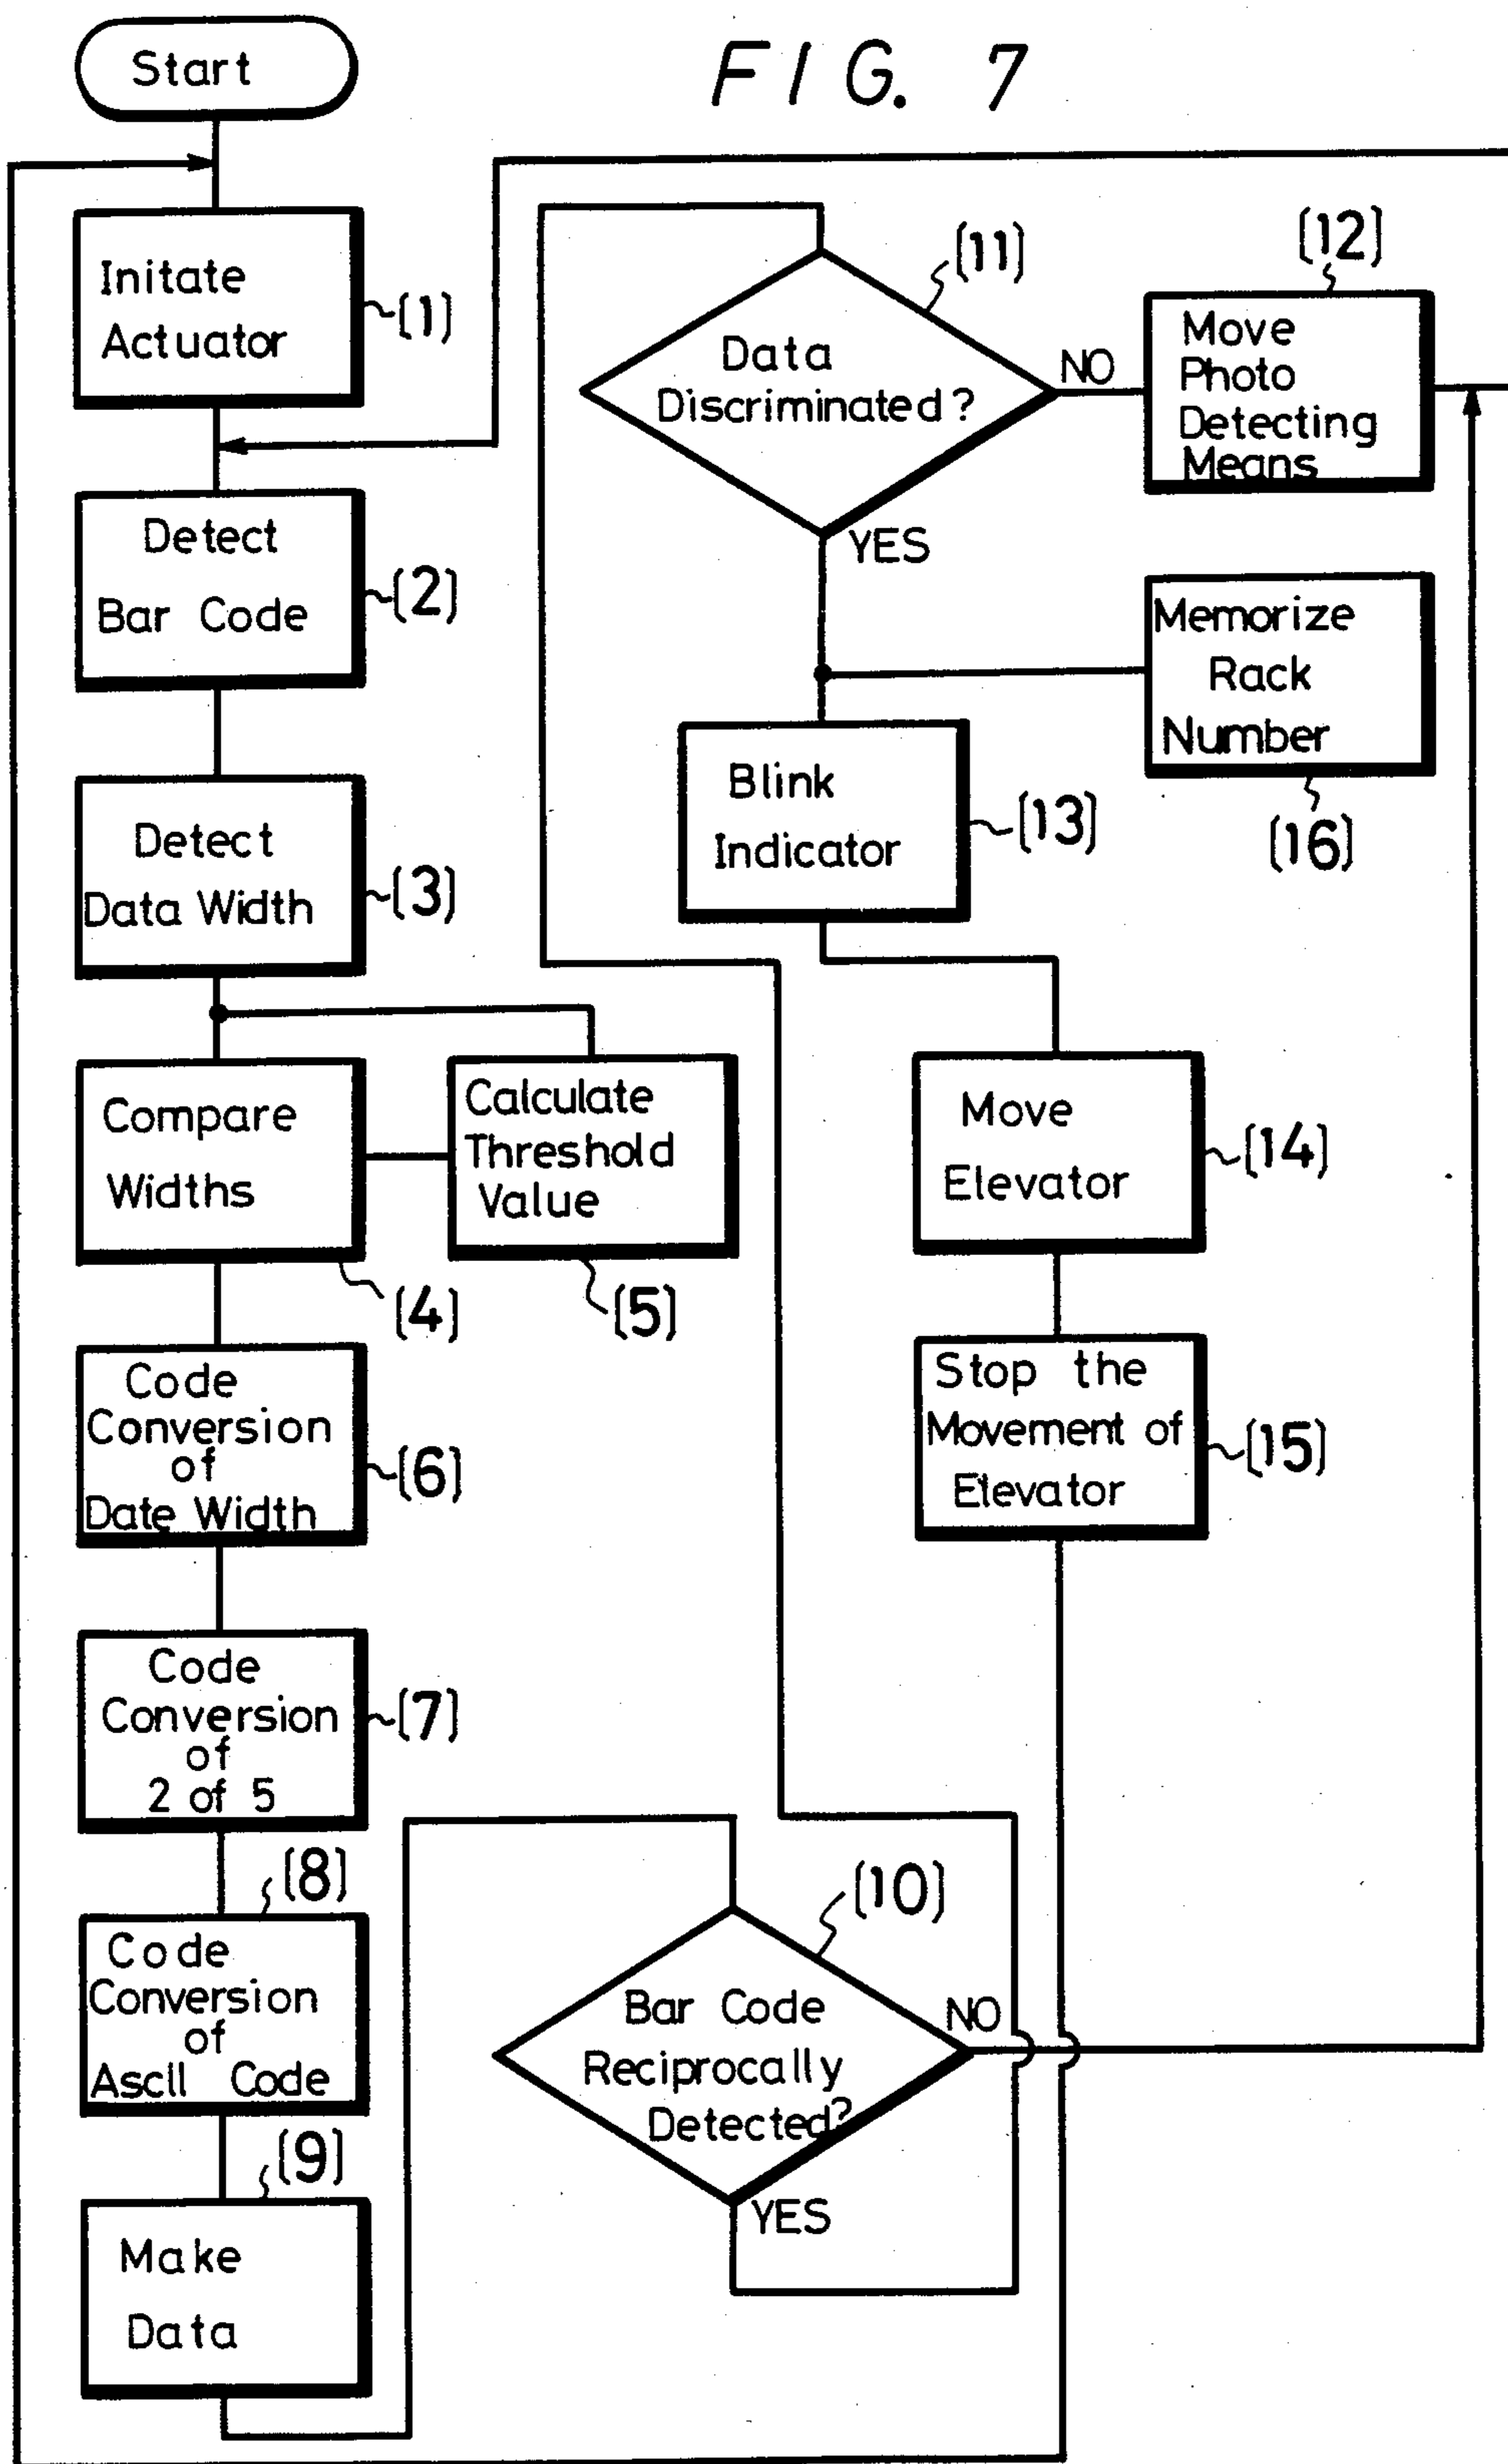 FIG. 7
Start
Initate
Actuator
(1)
Detect
Bar Code
(2)
Detect
Data Width
(3)
Compare
Widths
(4)
Calculate
Threshold
Value
(5)
Code
Conversion
of
Date Width
(6)
Code
Conversion
of
2 of 5
(7)
(8)
Code
Conversion
of
Ascll Code
(9)
Make
Data
(10)
Bar Code
Reciprocally
Detected?
NO
YES
(11)
Data
Discriminated?
NO
YES
(12)
Move
Photo
Detecting
Means
Memorize
Rack
Number
(16)
Blink
Indicator
(13)
Move
Elevator
(14)
Stop the
Movement of
Elevator
(15)